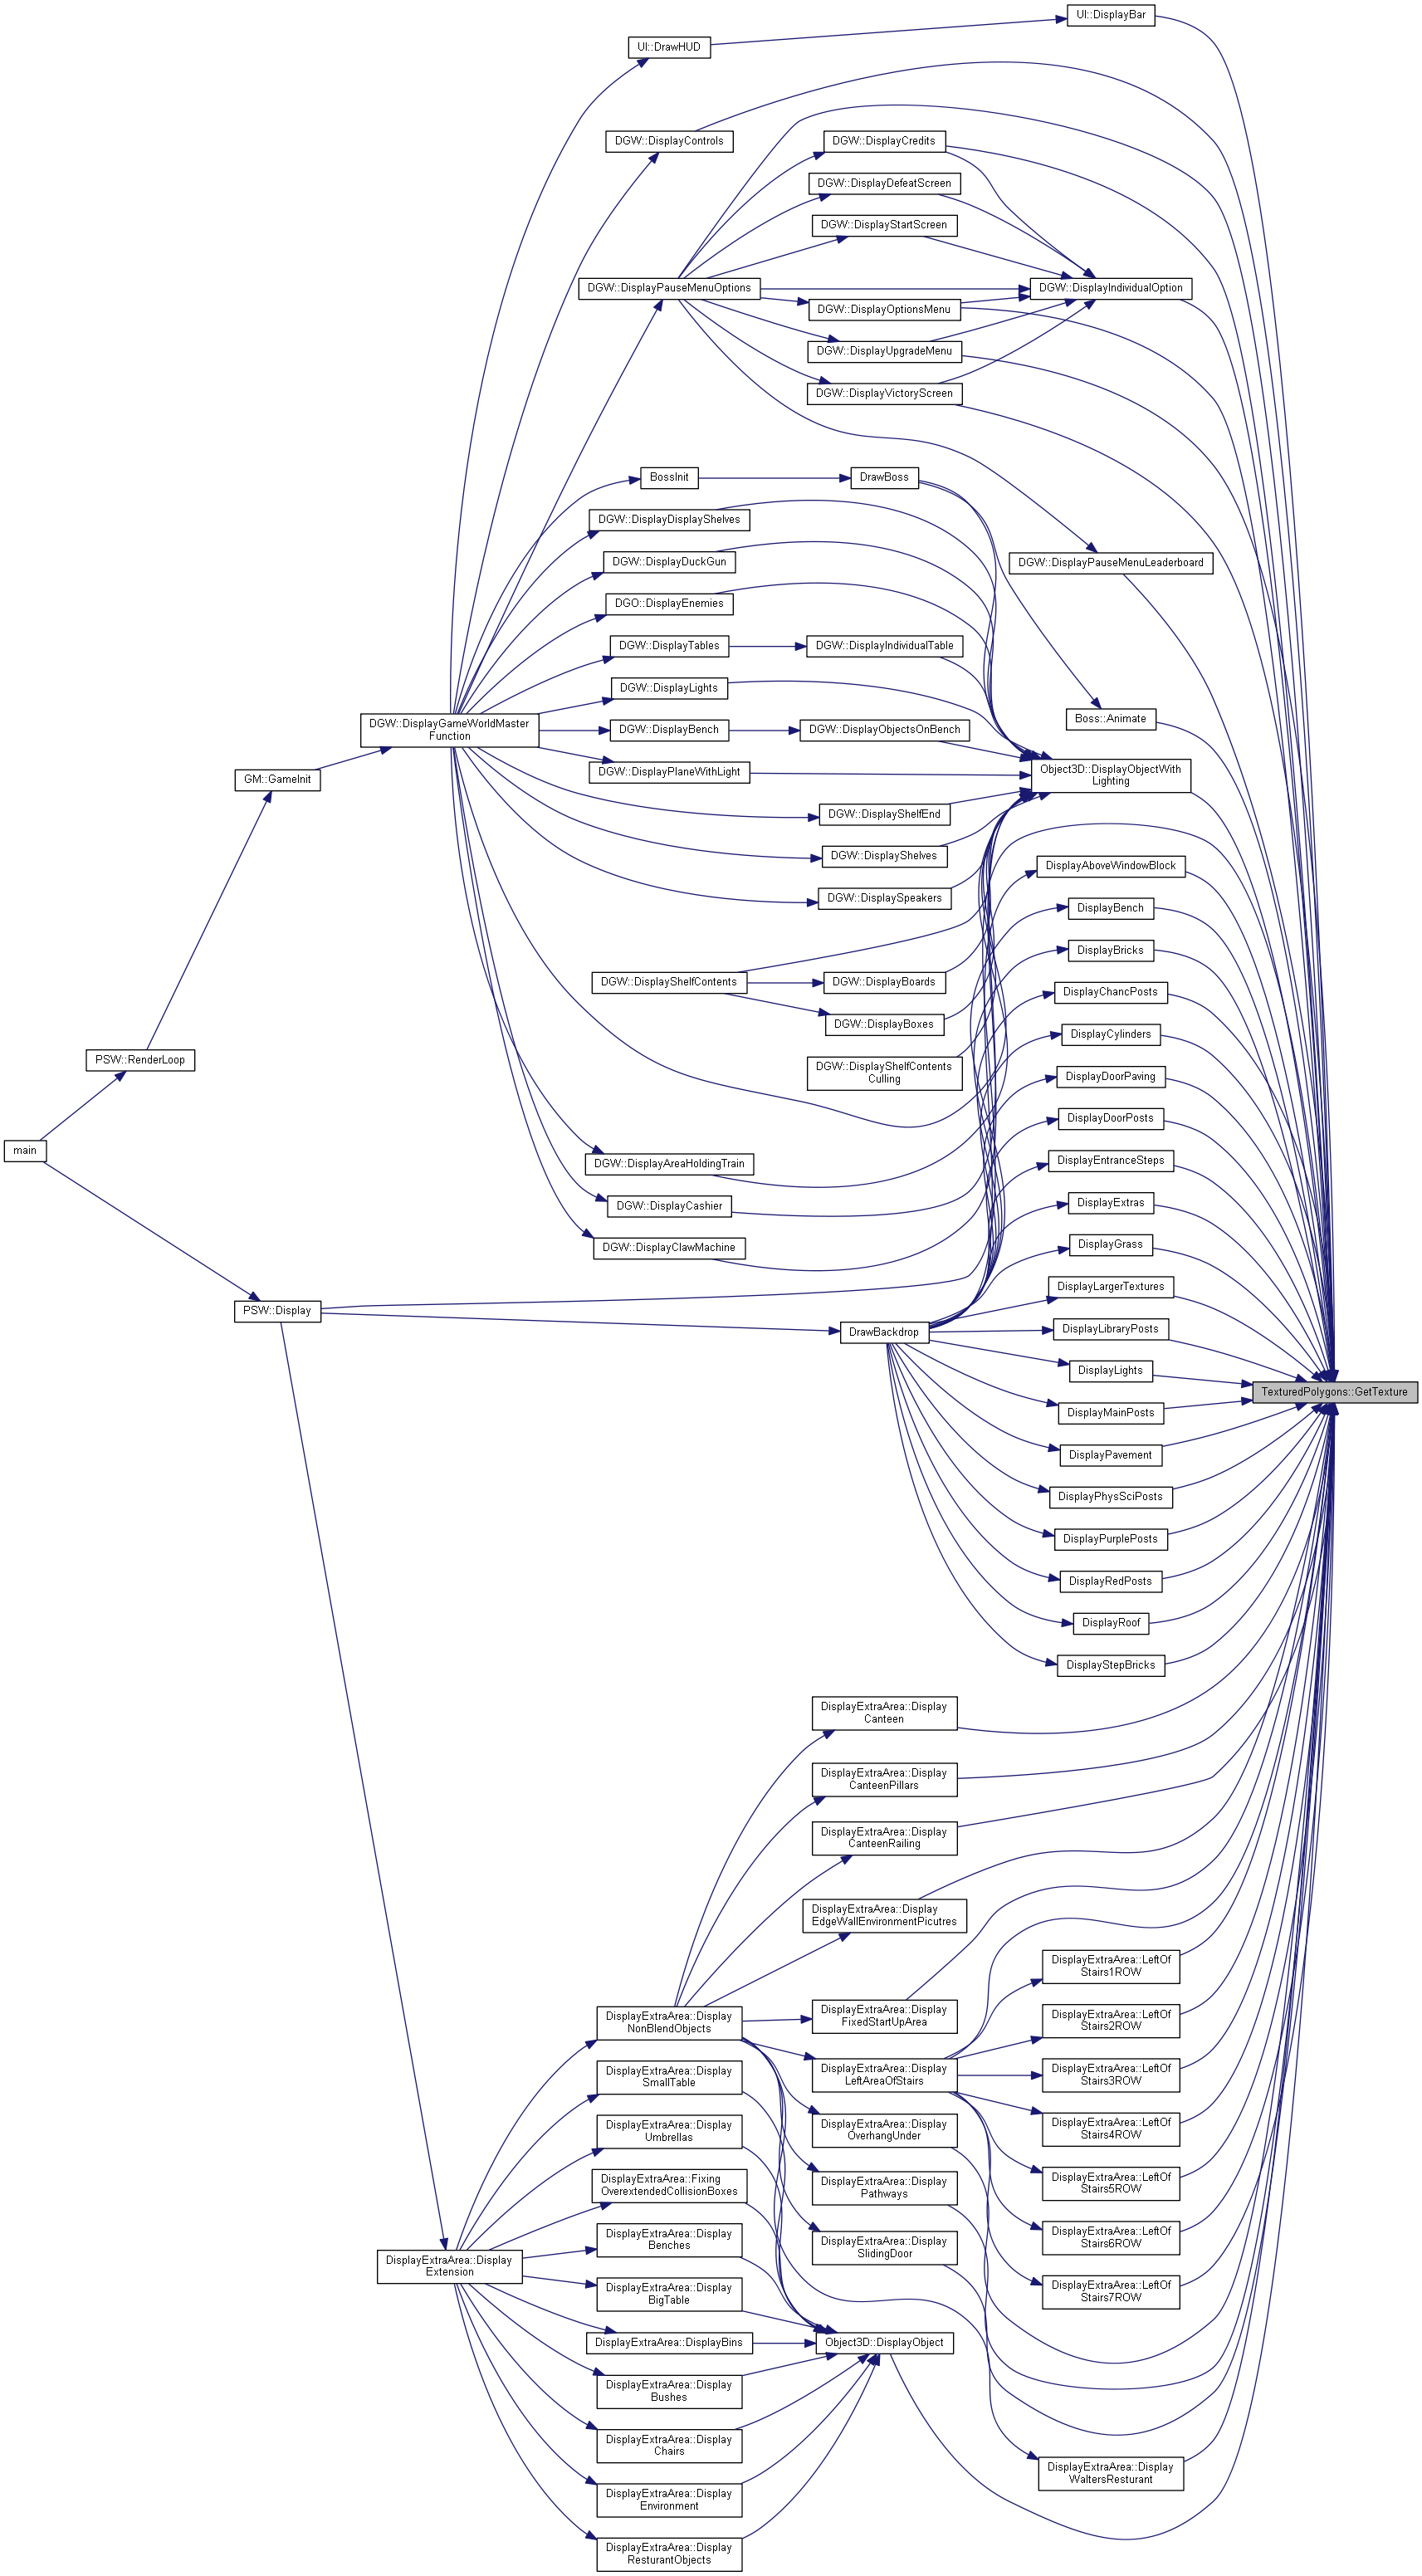 UI::DisplayBar
UI::DrawHUD
DGW::DisplayControls
DGW::DisplayCredits
DGW::DisplayDefeatScreen
DGW::DisplayStartScreen
DGW::DisplayPauseMenuOptions
DGW::DisplayIndividualOption
DGW::DisplayOptionsMenu
DGW::DisplayUpgradeMenu
DGW::DisplayVictoryScreen
BossInit
DrawBoss
DGW::DisplayDisplayShelves
DGW::DisplayDuckGun
DGW::DisplayPauseMenuLeaderboard
DGO::DisplayEnemies
DGW::DisplayTables
DGW::DisplayIndividualTable
DGW::DisplayLights
Boss::Animate
DGW::DisplayGameWorldMaster
Function
DGW::DisplayBench
DGW::DisplayObjectsOnBench
GM::GameInit
DGW::DisplayPlaneWithLight
Object3D::DisplayObjectWith
Lighting
DGW::DisplayShelfEnd
DGW::DisplayShelves
DisplayAboveWindowBlock
DGW::DisplaySpeakers
DisplayBench
DisplayBricks
DGW::DisplayShelfContents
DGW::DisplayBoards
DisplayChancPosts
DGW::DisplayBoxes
DisplayCylinders
PSW::RenderLoop
DGW::DisplayShelfContents
Culling
DisplayDoorPaving
DisplayDoorPosts
main
DGW::DisplayAreaHoldingTrain
DisplayEntranceSteps
DGW::DisplayCashier
DisplayExtras
DGW::DisplayClawMachine
DisplayGrass
DisplayLargerTextures
PSW::Display
DrawBackdrop
DisplayLibraryPosts
DisplayLights
TexturedPolygons::GetTexture
DisplayMainPosts
DisplayPavement
DisplayPhysSciPosts
DisplayPurplePosts
DisplayRedPosts
DisplayRoof
DisplayStepBricks
DisplayExtraArea::Display
Canteen
DisplayExtraArea::Display
CanteenPillars
DisplayExtraArea::Display
CanteenRailing
DisplayExtraArea::Display
EdgeWallEnvironmentPicutres
DisplayExtraArea::LeftOf
Stairs1ROW
DisplayExtraArea::Display
NonBlendObjects
DisplayExtraArea::Display
FixedStartUpArea
DisplayExtraArea::LeftOf
Stairs2ROW
DisplayExtraArea::Display
SmallTable
DisplayExtraArea::Display
LeftAreaOfStairs
DisplayExtraArea::LeftOf
Stairs3ROW
DisplayExtraArea::Display
Umbrellas
DisplayExtraArea::Display
OverhangUnder
DisplayExtraArea::LeftOf
Stairs4ROW
DisplayExtraArea::Fixing
OverextendedCollisionBoxes
DisplayExtraArea::Display
Pathways
DisplayExtraArea::LeftOf
Stairs5ROW
DisplayExtraArea::Display
Extension
DisplayExtraArea::Display
Benches
DisplayExtraArea::Display
SlidingDoor
DisplayExtraArea::LeftOf
Stairs6ROW
DisplayExtraArea::Display
BigTable
DisplayExtraArea::LeftOf
Stairs7ROW
DisplayExtraArea::DisplayBins
Object3D::DisplayObject
DisplayExtraArea::Display
Bushes
DisplayExtraArea::Display
Chairs
DisplayExtraArea::Display
WaltersResturant
DisplayExtraArea::Display
Environment
DisplayExtraArea::Display
ResturantObjects